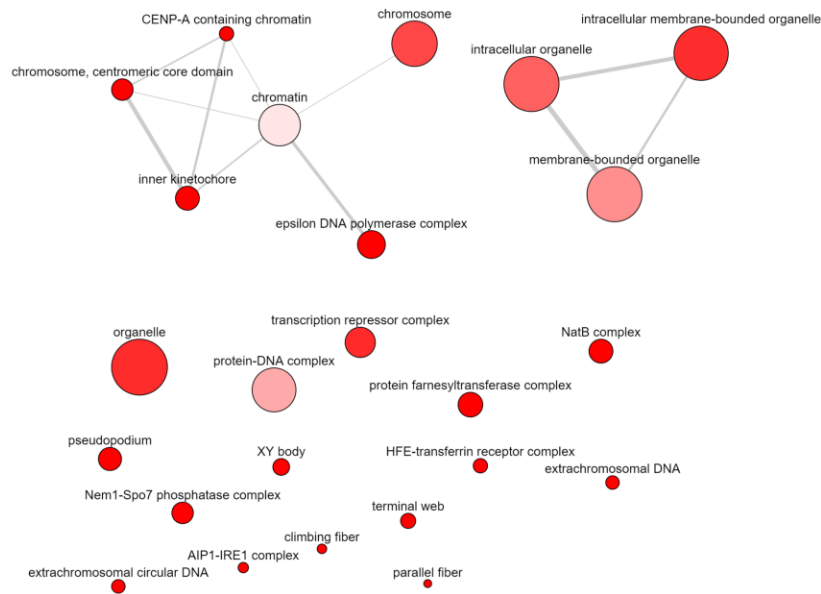 chromosome
intracellular membrane-bounded organelle
CENP-A containing chromatin
intracellular organelle
chromosome, centromeric core domain
chromatin
membrane-bounded organelle
inner kinetochore
epsilon DNA polymerase complex
transcription repressor complex
organelle
NatB complex
protein-DNA complex
protein farnesyltransferase complex
pseudopodium
XY body
HFE-transferrin receptor complex
extrachromosomal DNA
Nem1-Spo7 phosphatase complex
terminal web
climbing fiber
AIP1-IRE1 complex
extrachromosomal circular DNA
parallel fiber